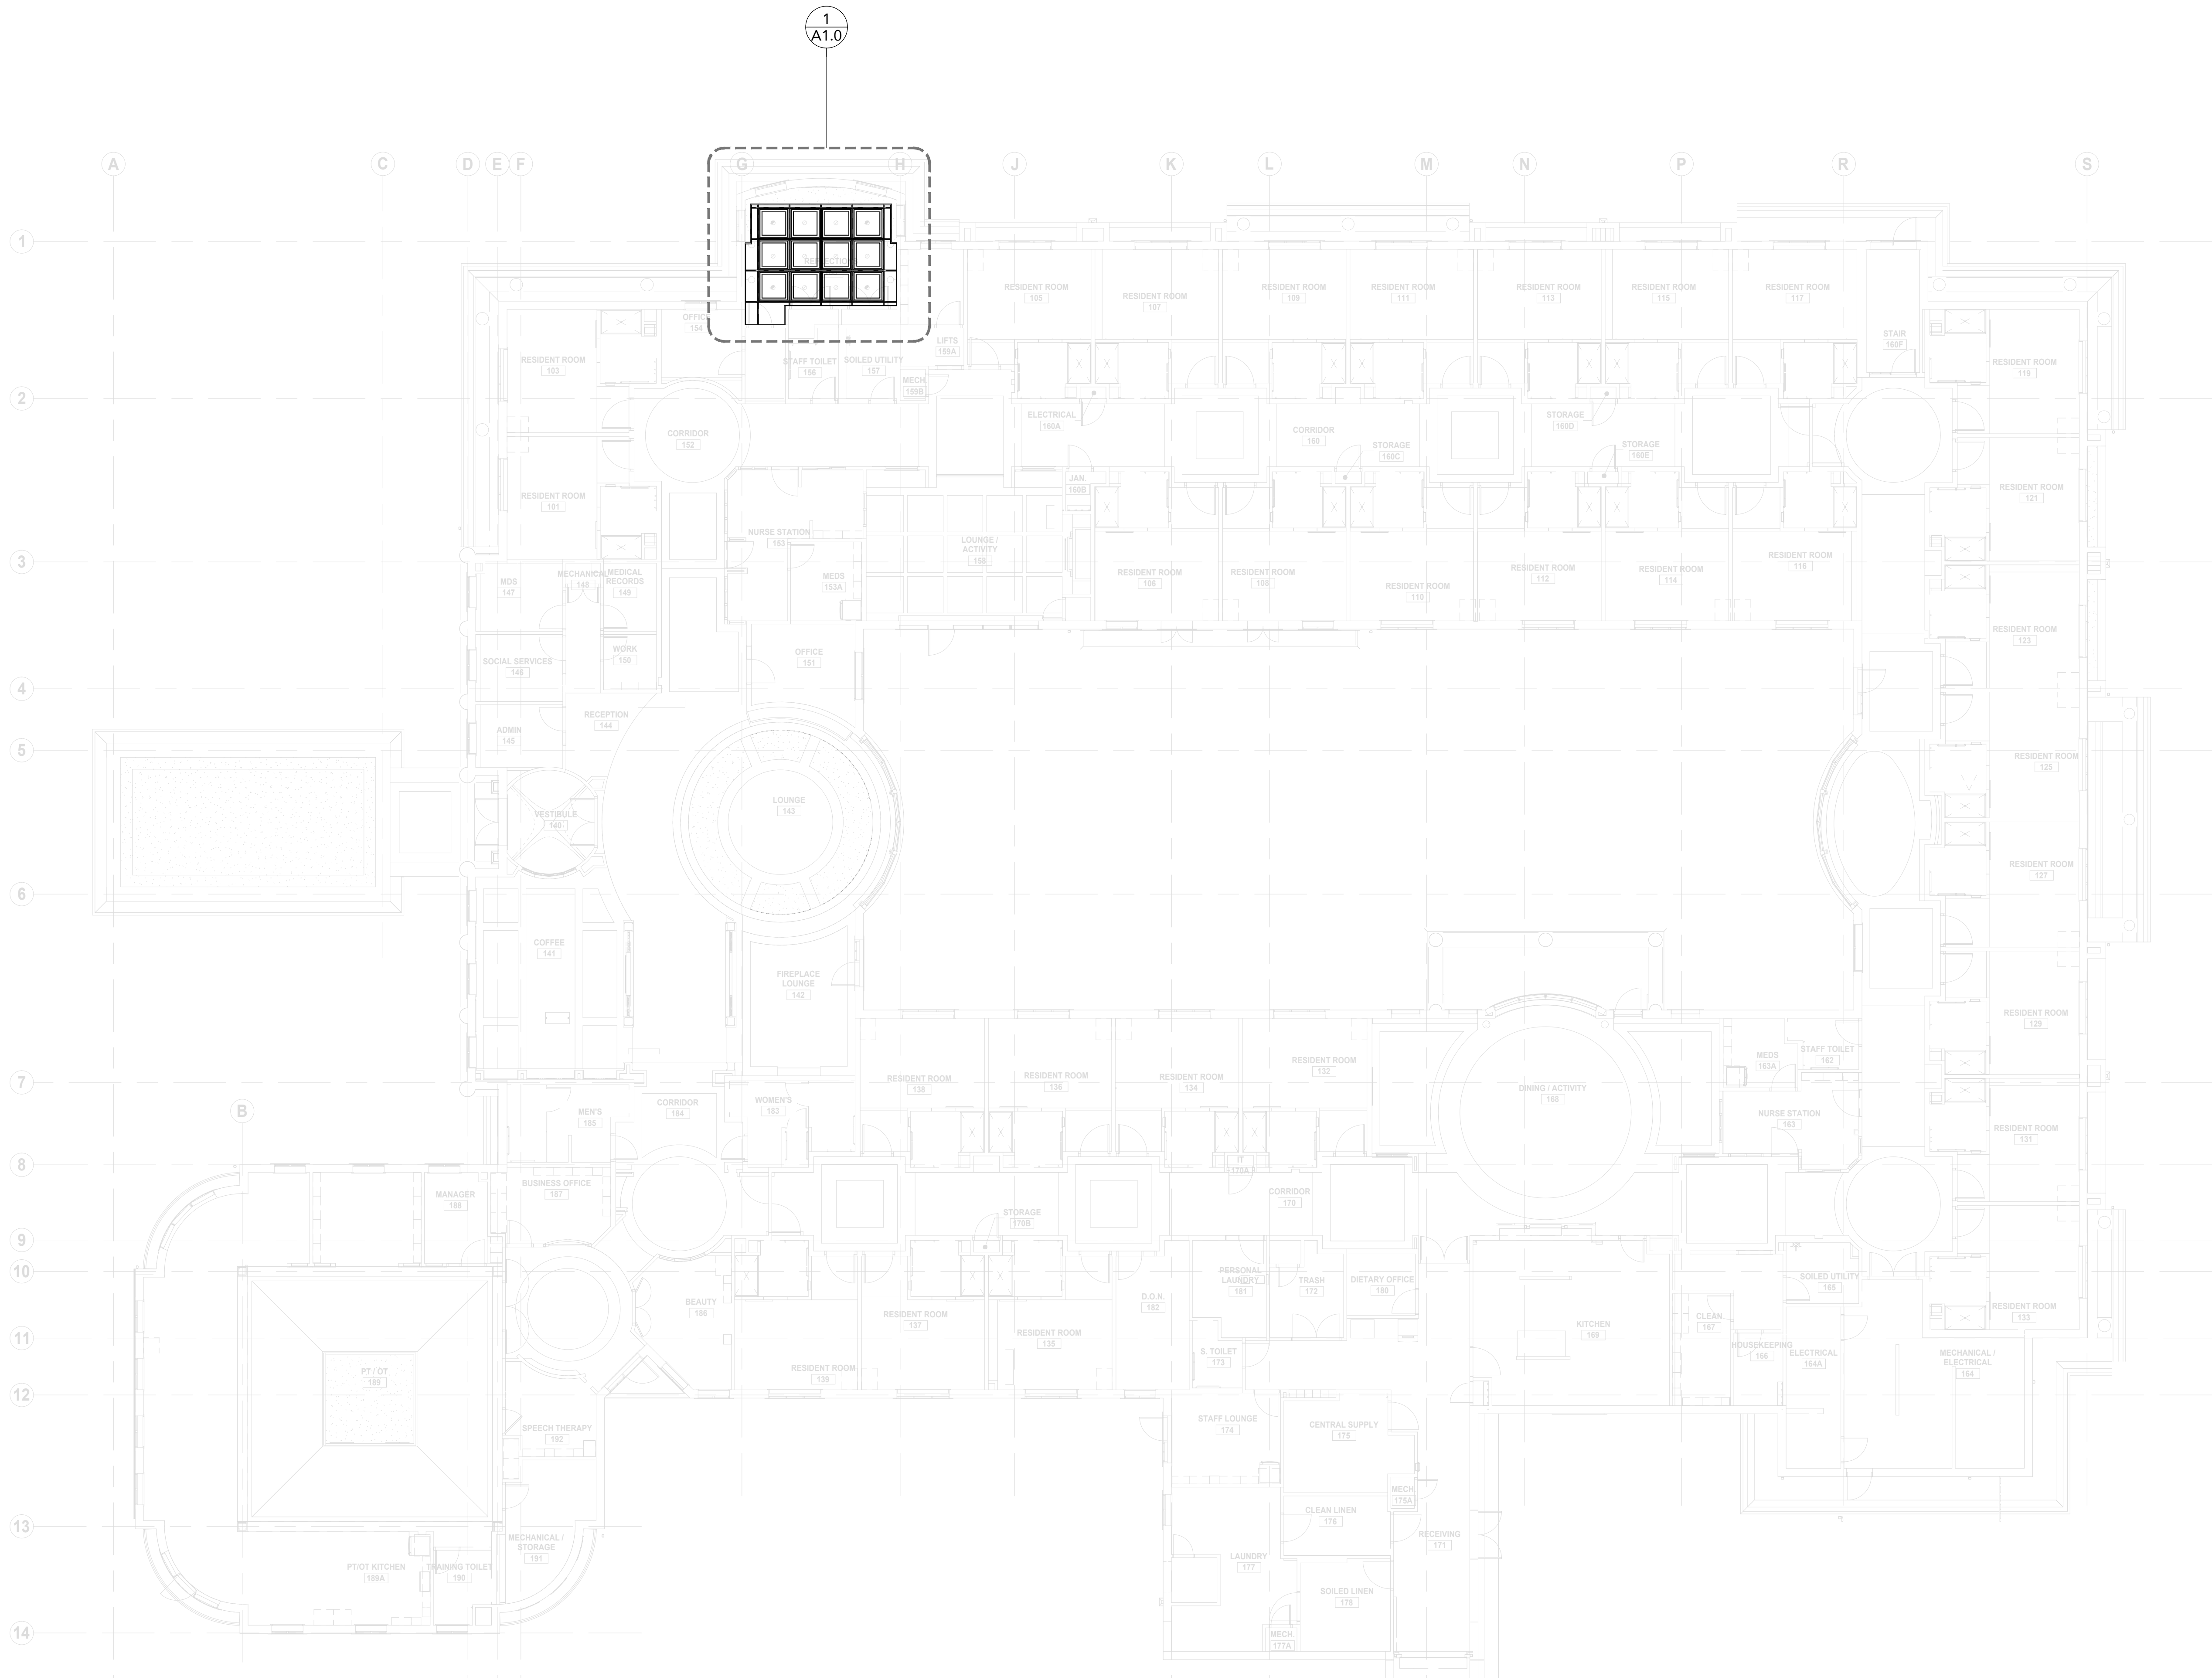 1
A1.0
A
C
D
E
F
G
H
J
K
L
M
N
P
R
S
1
RESIDENT ROOM
105
RESIDENT ROOM
107
RESIDENT ROOM
109
RESIDENT ROOM
111
RESIDENT ROOM
113
RESIDENT ROOM
115
RESIDENT ROOM
117
OFFICE
154
STAIR
160F
LIFTS
159A
RESIDENT ROOM
103
STAFF TOILET
156
SOILED UTILITY
157
MECH.
159B
RESIDENT ROOM
119
2
ELECTRICAL
160A
CORRIDOR
152
CORRIDOR
160
STORAGE
160C
STORAGE
160D
STORAGE
160E
JAN.
160B
RESIDENT ROOM
101
RESIDENT ROOM
121
NURSE STATION
153
LOUNGE /
ACTIVITY
158
3
MDS
147
MECHANICAL
148
MEDICAL
RECORDS
149
MEDS
153A
RESIDENT ROOM
106
RESIDENT ROOM
108
RESIDENT ROOM
110
RESIDENT ROOM
112
RESIDENT ROOM
114
RESIDENT ROOM
116
RESIDENT ROOM
123
SOCIAL SERVICES
146
WORK
150
OFFICE
151
4
RECEPTION
144
ADMIN
145
5
RESIDENT ROOM
125
VESTIBULE
140
LOUNGE
143
RESIDENT ROOM
127
6
COFFEE
141
FIREPLACE
LOUNGE
142
RESIDENT ROOM
129
7
RESIDENT ROOM
138
RESIDENT ROOM
136
RESIDENT ROOM
134
RESIDENT ROOM
132
DINING / ACTIVITY
168
MEDS
163A
STAFF TOILET
162
B
MEN'S
185
CORRIDOR
184
WOMEN'S
183
NURSE STATION
163
RESIDENT ROOM
131
8
IT
170A
MANAGER
188
BUSINESS OFFICE
187
STORAGE
170B
CORRIDOR
170
9
10
BEAUTY
186
D.O.N.
182
PERSONAL
LAUNDRY
181
TRASH
172
DIETARY OFFICE
180
SOILED UTILITY
165
RESIDENT ROOM
137
RESIDENT ROOM
135
KITCHEN
169
CLEAN
167
RESIDENT ROOM
133
11
S. TOILET
173
HOUSEKEEPING
166
ELECTRICAL
164A
MECHANICAL /
ELECTRICAL
164
PT / OT
189
RESIDENT ROOM
139
12
SPEECH THERAPY
192
STAFF LOUNGE
174
CENTRAL SUPPLY
175
MECH.
175A
CLEAN LINEN
176
13
MECHANICAL /
STORAGE
191
RECEIVING
171
PT/OT KITCHEN
189A
TRAINING TOILET
190
LAUNDRY
177
SOILED LINEN
178
14
MECH.
177A